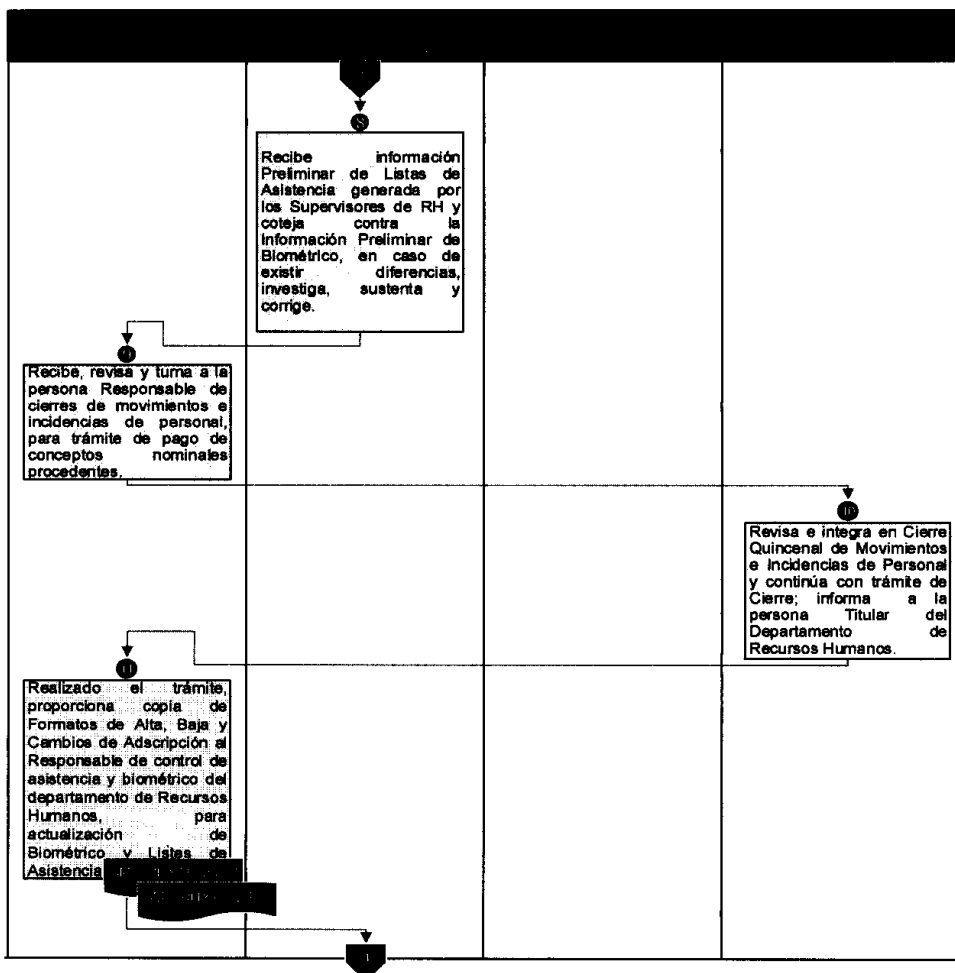 8
Recibe información
Preliminar de Listas de
Asistencia generada por
los Supervisores de RH y
coteja contra la
Información Preliminar de
Biométrico, en caso de
existir diferencias,
investiga, sustenta y
corrige.
Recibe, revisa y turna a la
persona Responsable de
cierres de movimientos e
incidencias de personal,
para trámite de pago de
conceptos nominales
procedentes.
10
Revisa e integra en Cierre
Quincenal de Movimientos
e Incidencias de Personal
y continúa con trámite de
Cierre; informa a la
persona Titular del
Departamento de
Recursos Humanos.
11
Realizado el trámite,
proporciona copia de
Formatos de Alta, Baja y
Cambios de Adscripción al
Responsable de control de
asistencia y biométrico del
departamento de Recursos
Humanos, para
actualización de
Biométrico y Listas de
Asistencia